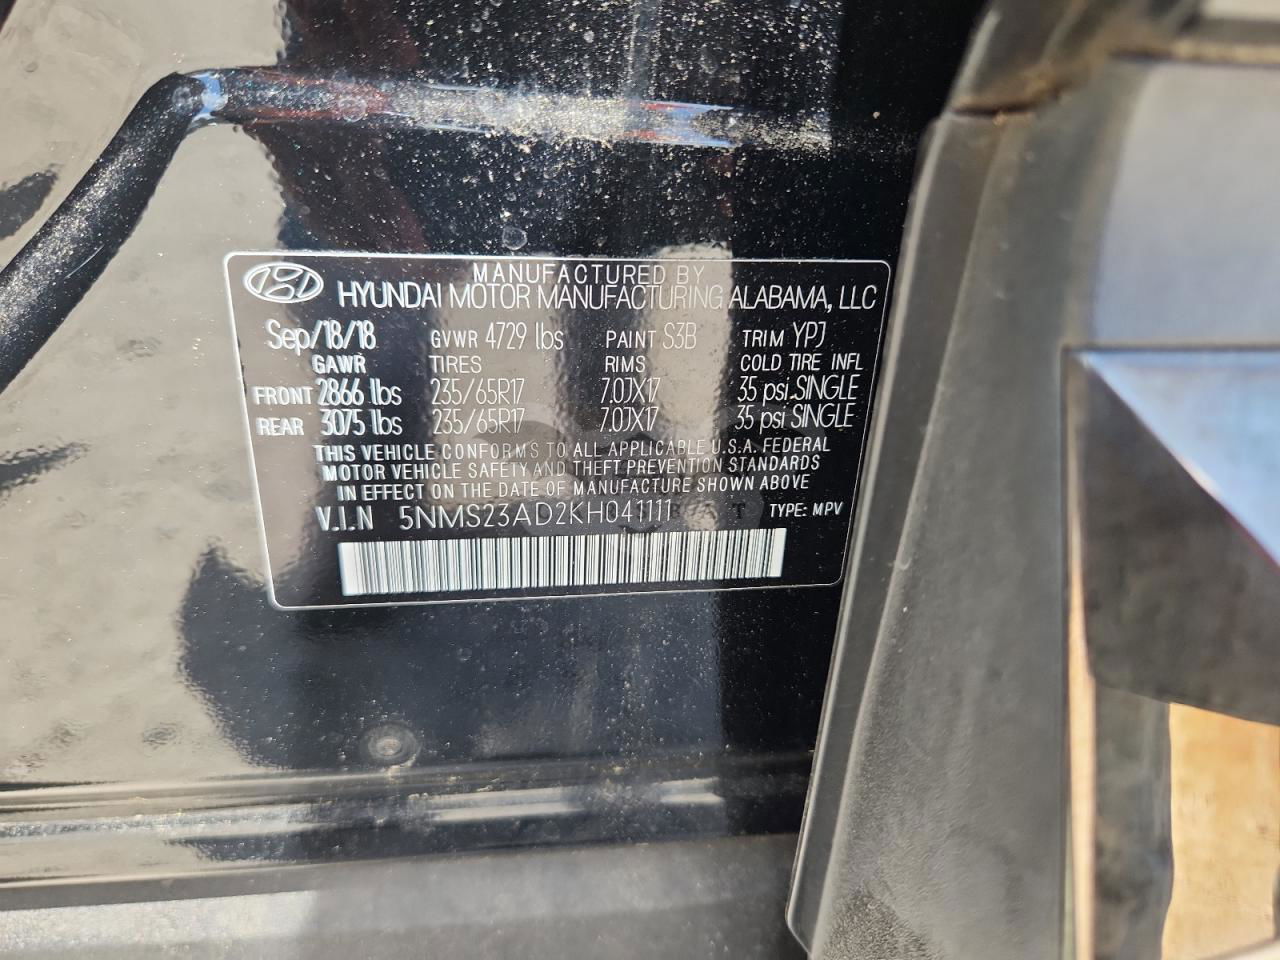 MANUFACTURED BY
HYUNDAI MOTOR MANUFACTURING ALABAMA, LLC
Sep/18/18 GVWR 4729 lbs PAINT S3B TRIM YPJ
GAWR TIRES RIMS COLD TIRE INFL
FRONT 2866 lbs 235/65R17 7.0JX17 35 psi.SINGLE
REAR 3075 lbs 235/65R17 7.0JX17 35 psi SINGLE
THIS VEHICLE CONFORMS TO ALL APPLICABLE U.S.A. FEDERAL
MOTOR VEHICLE SAFETY AND THEFT PREVENTION STANDARDS
IN EFFECT ON THE DATE OF MANUFACTURE SHOWN ABOVE
V.I.N 5NMS23AD2KH041111 TYPE: MPV